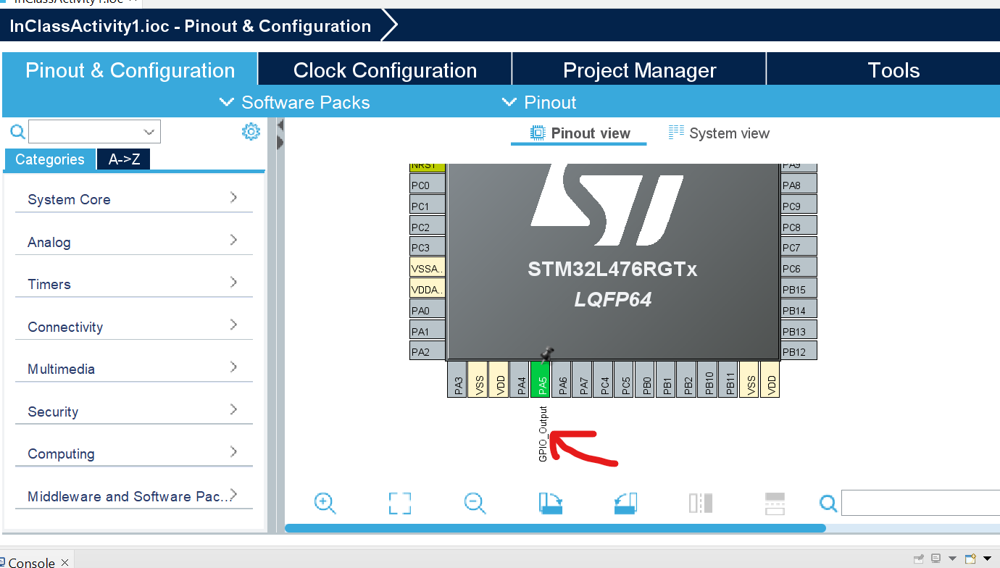 InClassActivity1.ioc
InClassActivity1.ioc - Pinout & Configuration
Pinout & Configuration
Clock Configuration
Project Manager
Tools
Software Packs
Pinout
Pinout view
System view
Categories
A->Z
System Core
Analog
Timers
Connectivity
Multimedia
Security
Computing
Middleware and Software Pac...
NRST
PC0
PC1
PC2
PC3
VSSA..
VDDA..
PA0
PA1
PA2
ST
STM32L476RGTx
LQFP64
PA9
PA8
PC9
PC8
PC7
PC6
PB15
PB14
PB13
PB12
PA3
VSS
VDD
PA4
PA5
PA6
PA7
PC4
PC5
PB0
PB1
PB2
PB10
PB11
VSS
VDD
GPIO_Output
Console